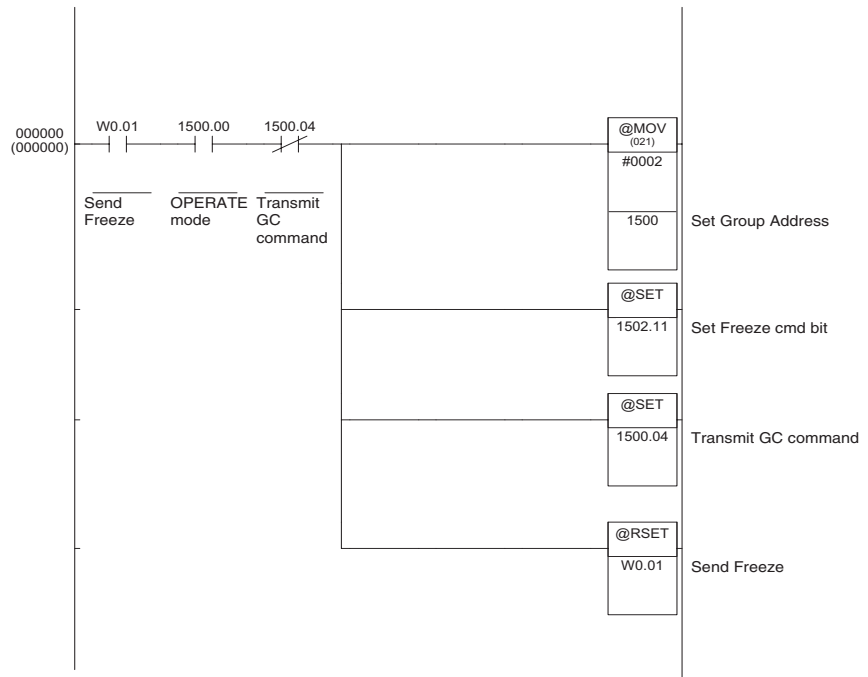 000000
(000000)
W0.01
1500.00
1500.04
Send
Freeze
OPERATE
mode
Transmit
GC
command
@MOV
(021)
#0002
1500
Set Group Address
@SET
1502.11
Set Freeze cmd bit
@SET
1500.04
Transmit GC command
@RSET
W0.01
Send Freeze